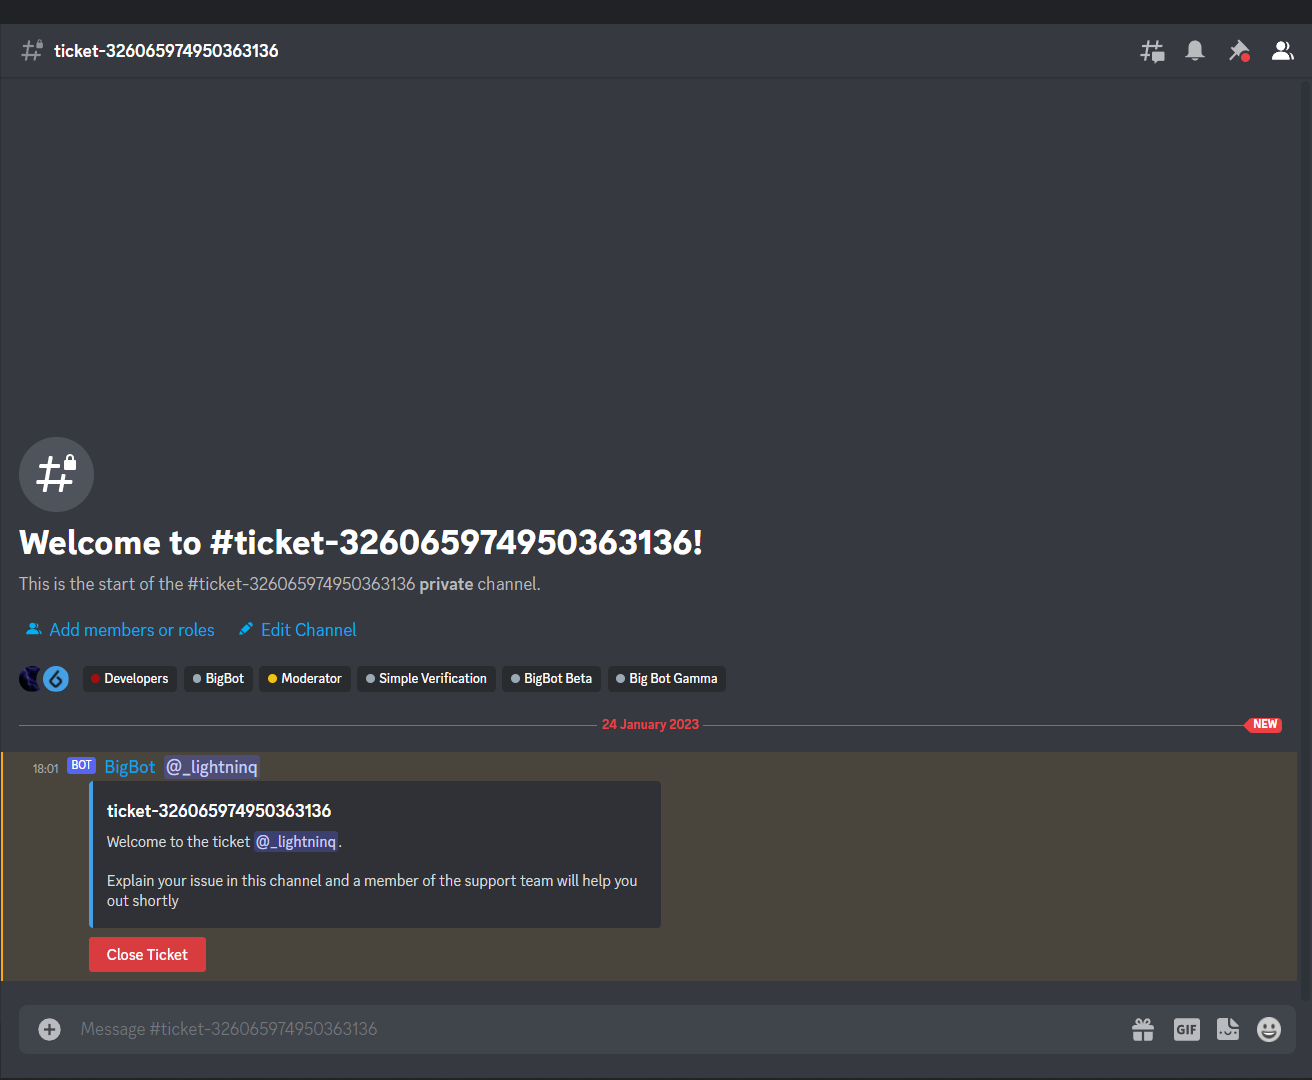 ticket-326065974950363136
Welcome to #ticket-326065974950363136!
This is the start of the #ticket-326065974950363136 private channel.
Add members or roles Edit Channel
Developers BigBot Moderator Simple Verification BigBot Beta Big Bot Gamma
24 January 2023 NEW
18:01 BOT BigBot @_lightninq
ticket-326065974950363136
Welcome to the ticket @_lightninq.
Explain your issue in this channel and a member of the support team will help you
out shortly
Close Ticket
Message #ticket-326065974950363136 GIF